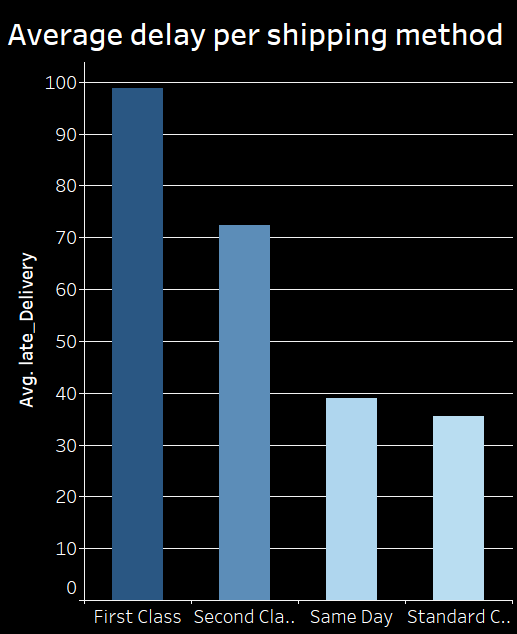 Average delay per shipping method
100
90
80
70
60
50
40
30
20
10
0
Avg. late_Delivery
First Class
Second Cla..
Same Day
Standard C..